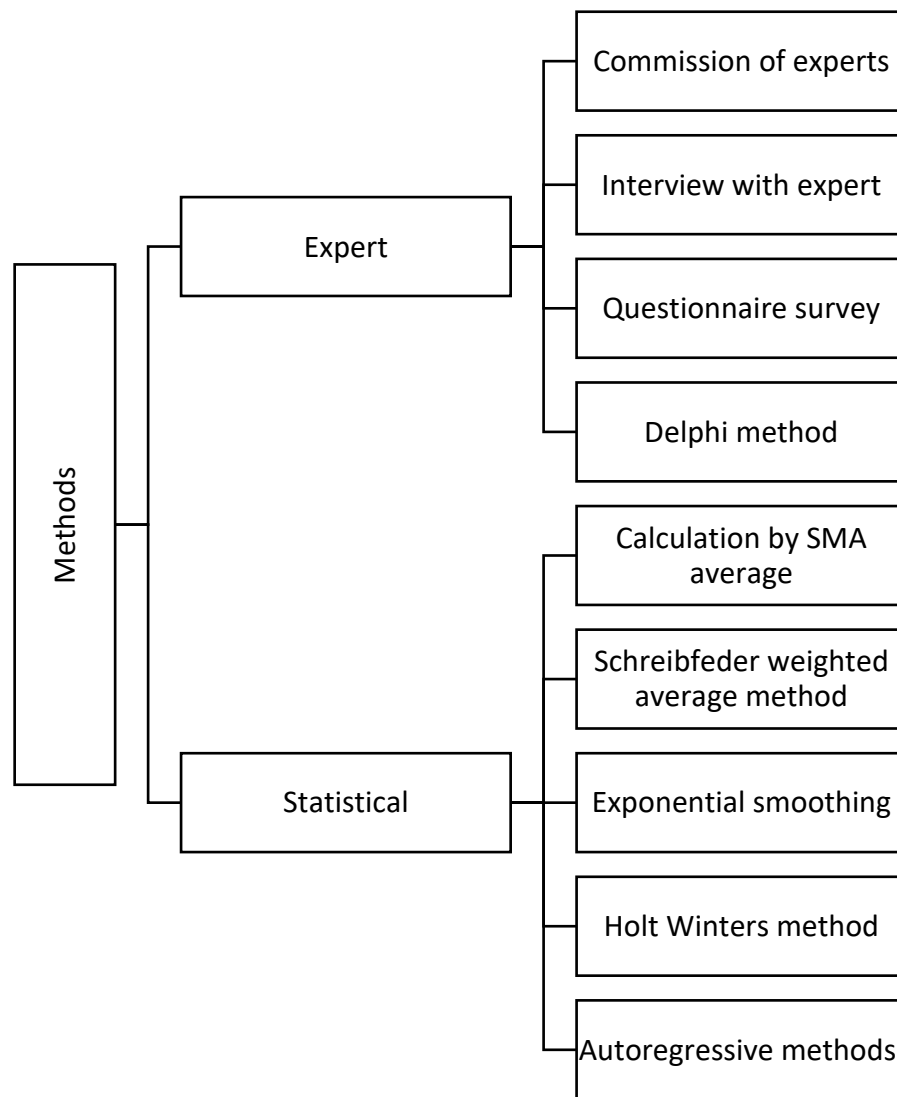 Methods
Expert
Commission of experts
Interview with expert
Questionnaire survey
Delphi method
Statistical
Calculation by SMA
average
Schreibfeder weighted
average method
Exponential smoothing
Holt Winters method
Autoregressive methods